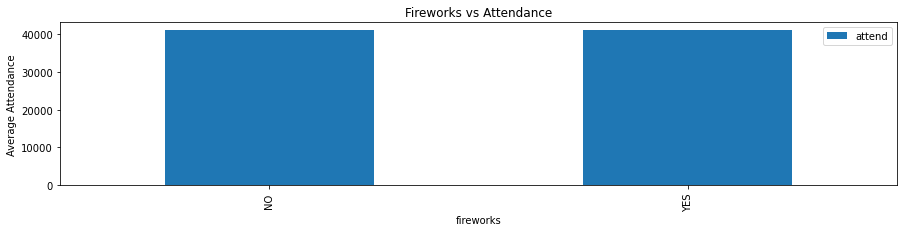 Fireworks vs Attendance
attend
Average Attendance
40000
30000
20000
10000
0
NO
YES
fireworks